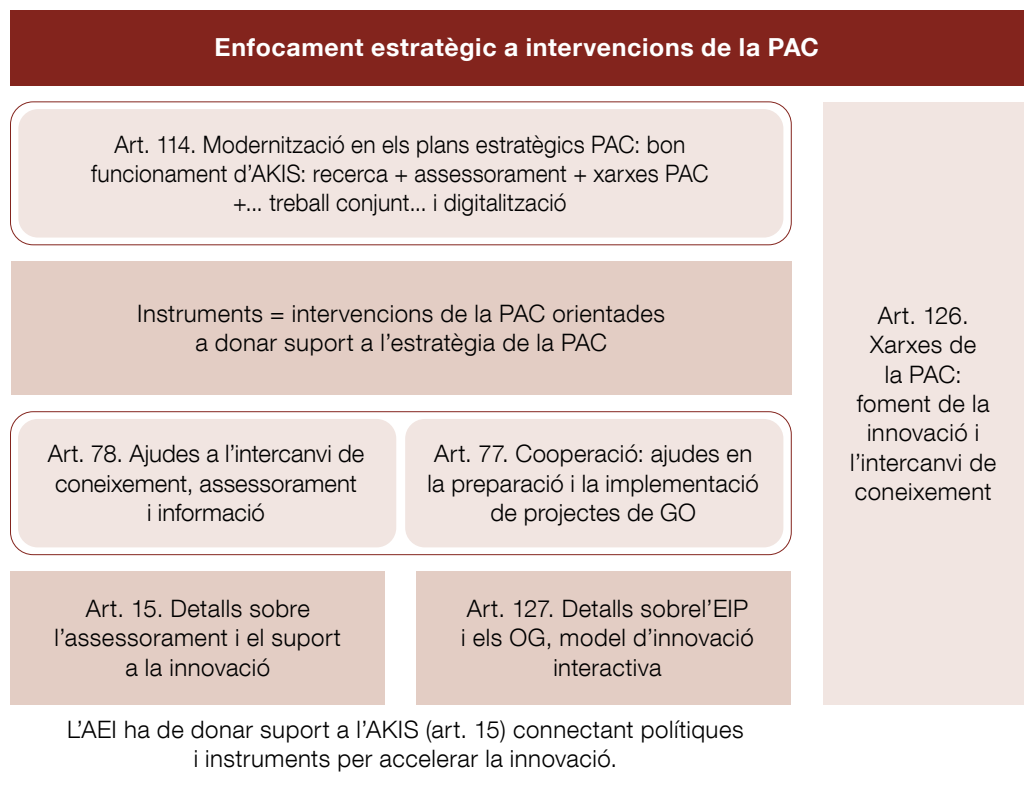 Enfocament estratègic a intervencions de la PAC
Art. 114. Modernització en els plans estratègics PAC: bon
funcionament d’AKIS: recerca + assessorament + xarxes PAC
+... treball conjunt... i digitalització
Instruments = intervencions de la PAC orientades
a donar suport a l’estratègia de la PAC
Art. 78. Ajudes a l’intercanvi de
coneixement, assessorament
i informació
Art. 77. Cooperació: ajudes en
la preparació i la implementació
de projectes de GO
Art. 15. Detalls sobre
l’assessorament i el suport
a la innovació
Art. 127. Detalls sobrel’EIP
i els OG, model d’innovació
interactiva
Art. 126.
Xarxes de
la PAC:
foment de la
innovació i
l’intercanvi de
coneixement
L’AEI ha de donar suport a l’AKIS (art. 15) connectant polítiques
i instruments per accelerar la innovació.